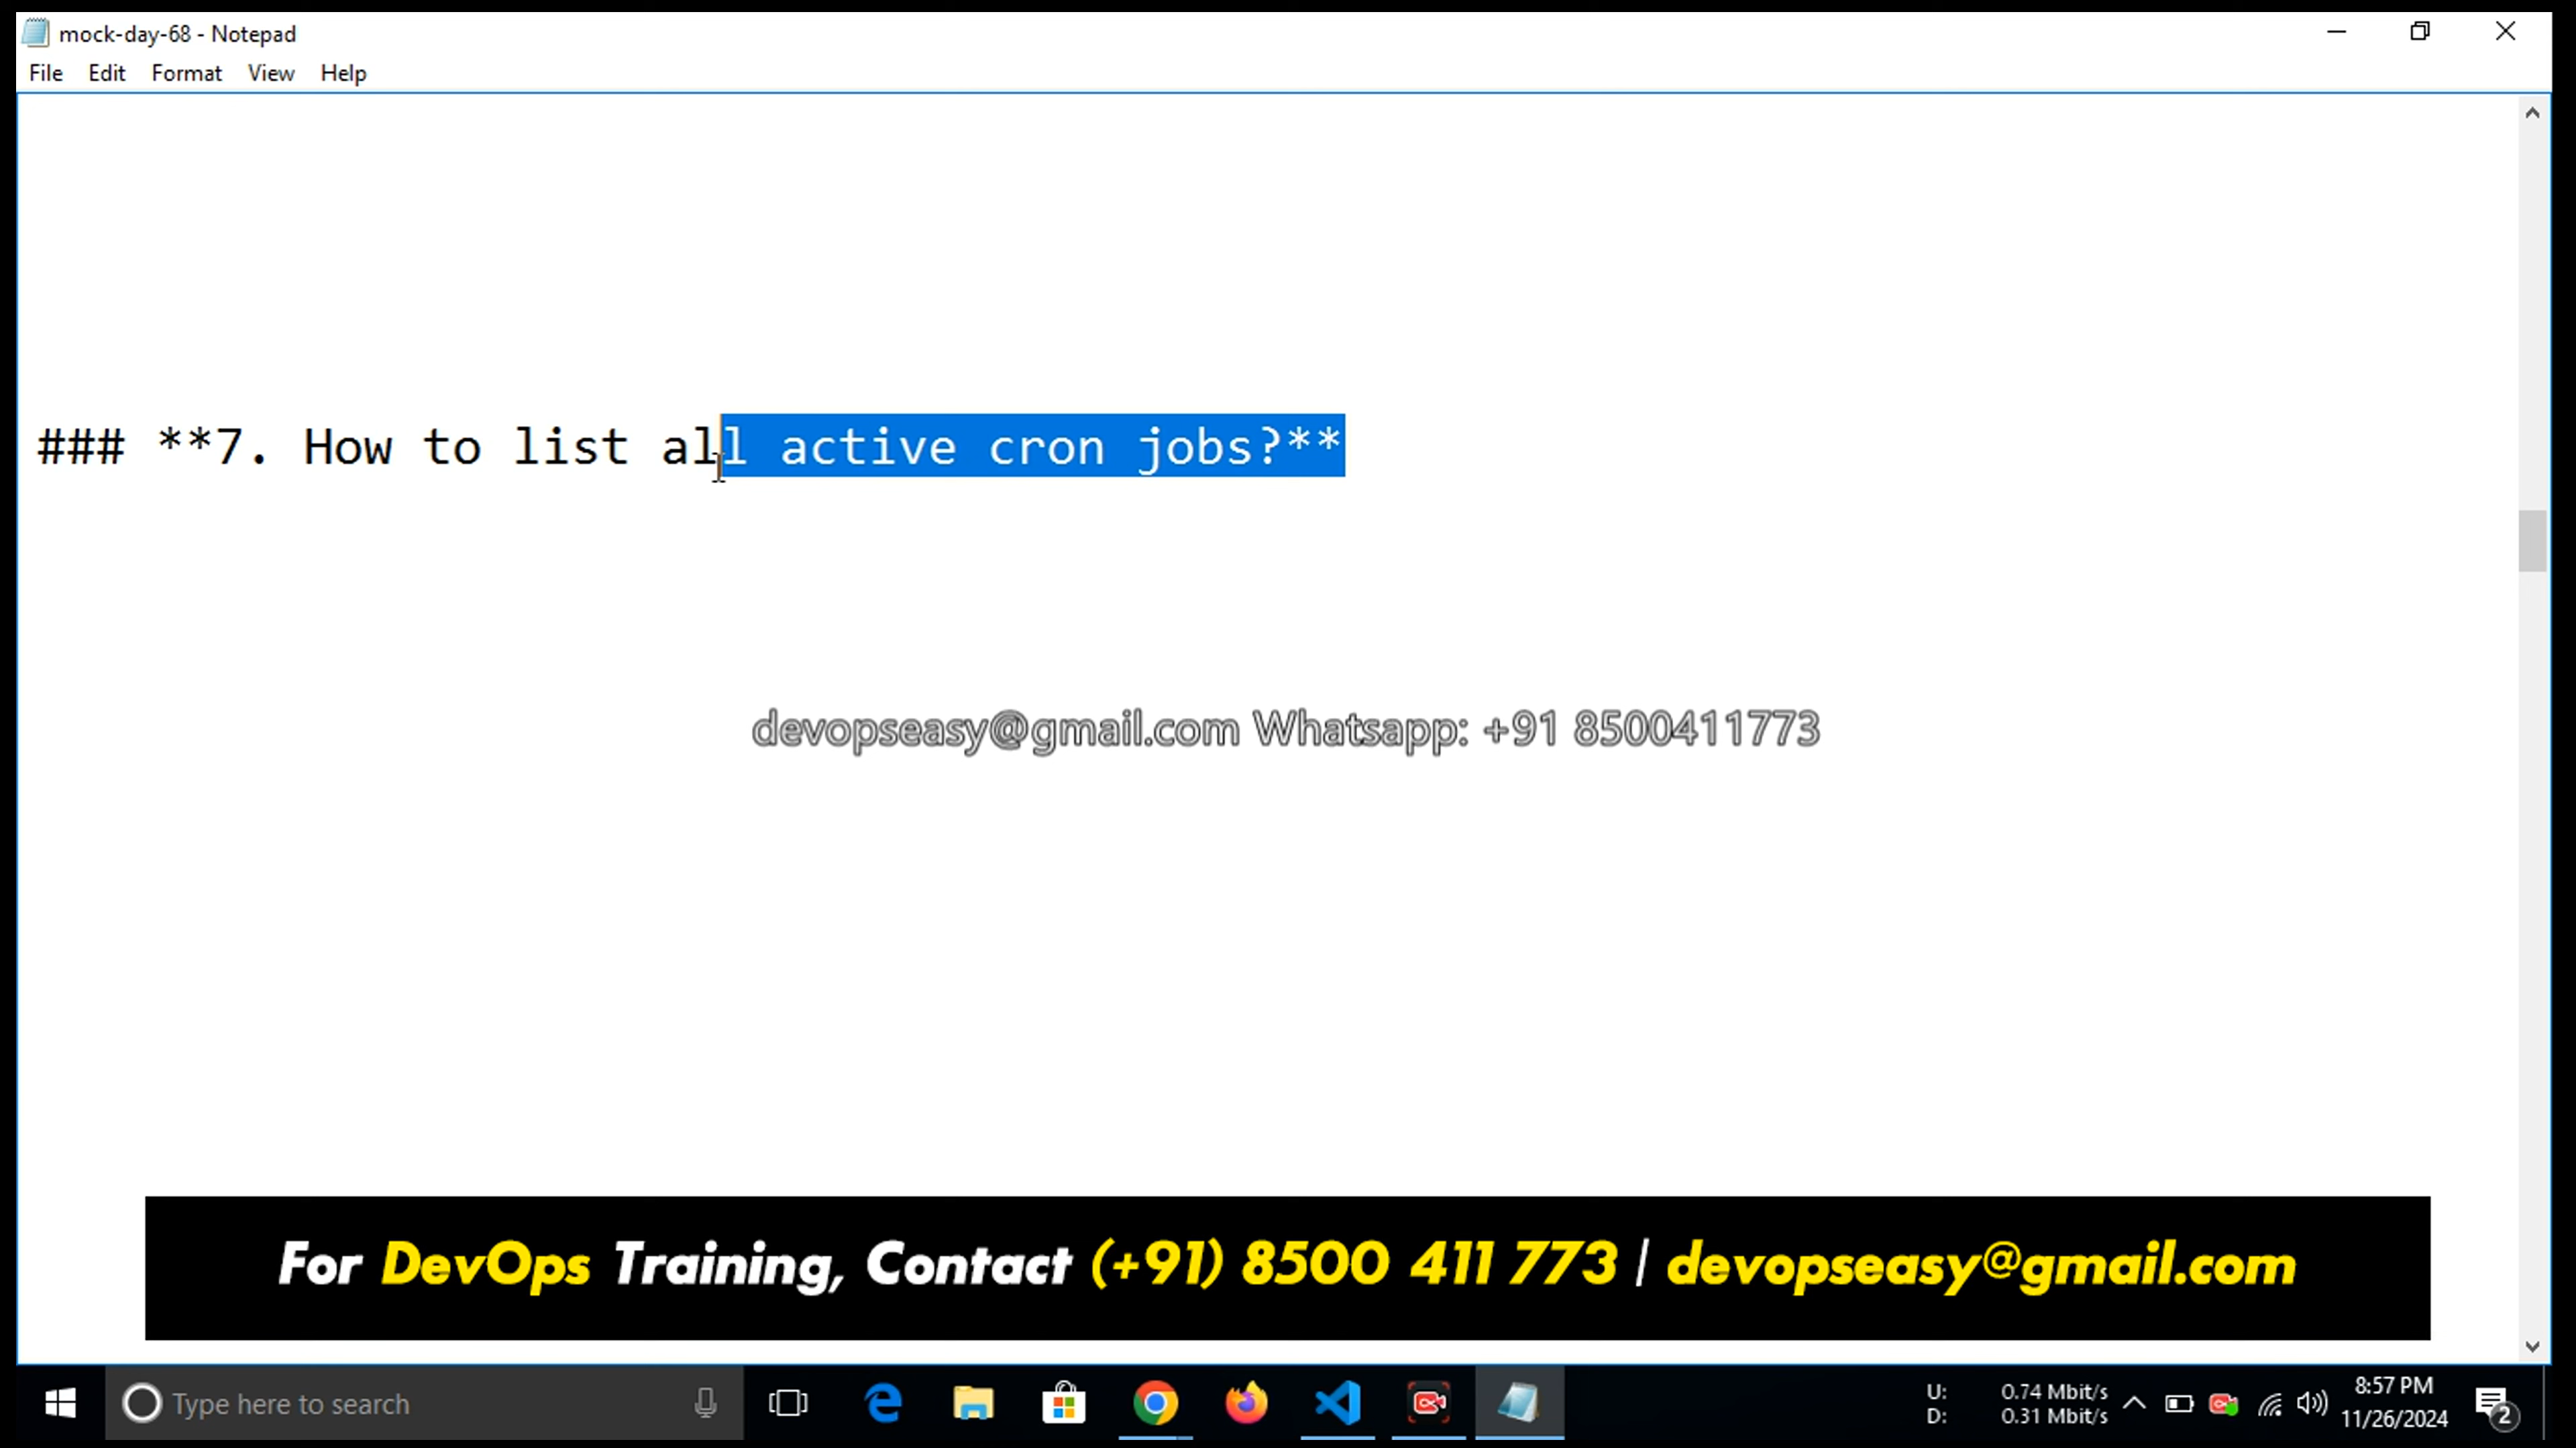 mock-day-68 - Notepad
File Edit Format View Help
### **7. How to list all active cron jobs?**
devopseasy@gmail.com Whatsapp: +91 8500411773
For DevOps Training, Contact (+91) 8500 411 773 | devopseasy@gmail.com
Type here to search
U: 0.74 Mbit/s
D: 0.31 Mbit/s
8:57 PM
11/26/2024
2